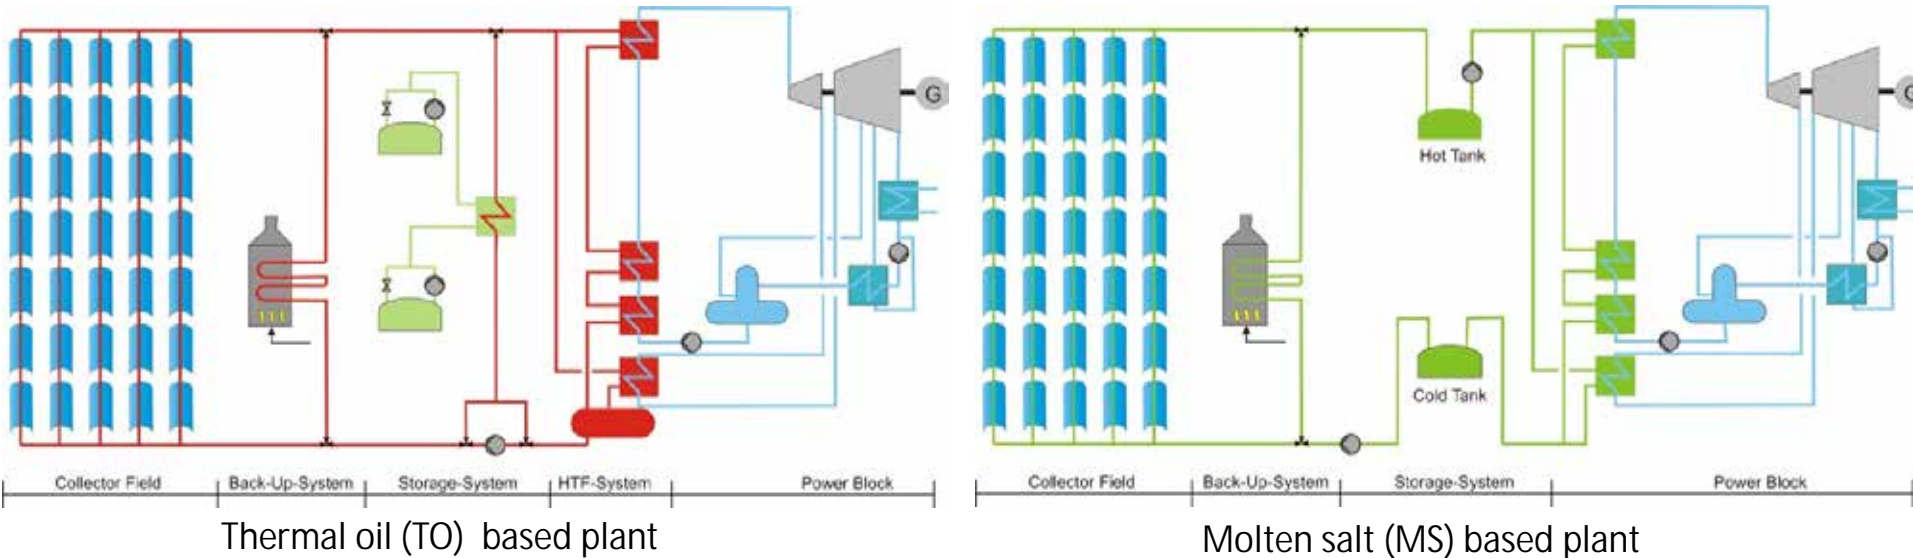 G
Collector Field
Back-Up-System
Storage-System
HTF-System
Power Block
Thermal oil (TO) based plant
G
Hot Tank
Cold Tank
Collector Field
Back-Up-System
Storage-System
Power Block
Molten salt (MS) based plant